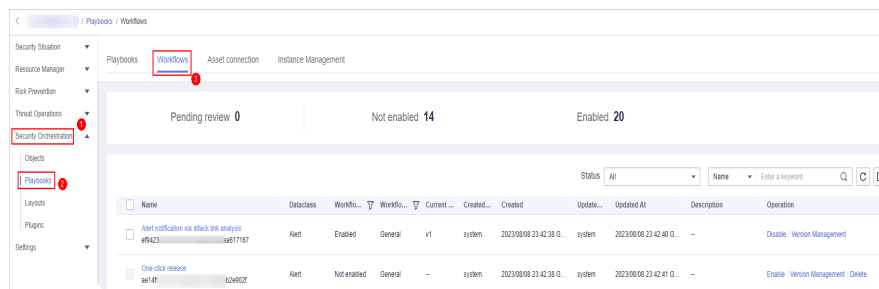 / Playbooks / Workflows
Security Situation
Resource Manager
Risk Prevention
Threat Operations
1
Security Orchestration
Objects
Playbooks 2
Layouts
Plugins
Settings
Playbooks Workflows Asset connection Instance Management
3
Pending review 0 Not enabled 14 Enabled 20
Status All Name Enter a keyword.
Name Dataclass Workflo... Workflo... Current ... Created... Created Update... Updated At Description Operation
Alert notification via attack link analysis
ef9423 aa617167
Alert Enabled General v1 system 2023/08/08 23:42:38 G... system 2023/08/08 23:42:40 G... -- Disable Version Management
One-click release
ae14f b2e902f
Alert Not enabled General -- system 2023/08/08 23:42:38 G... system 2023/08/08 23:42:41 G... -- Enable Version Management Delete